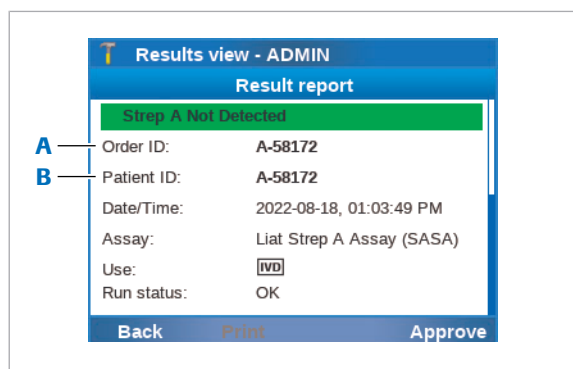 Results view - ADMIN
Result report
Strep A Not Detected
A Order ID: A-58172
B Patient ID: A-58172
Date/Time: 2022-08-18, 01:03:49 PM
Assay: Liat Strep A Assay (SASA)
Use: IVD
Run status: OK
Back Print Approve